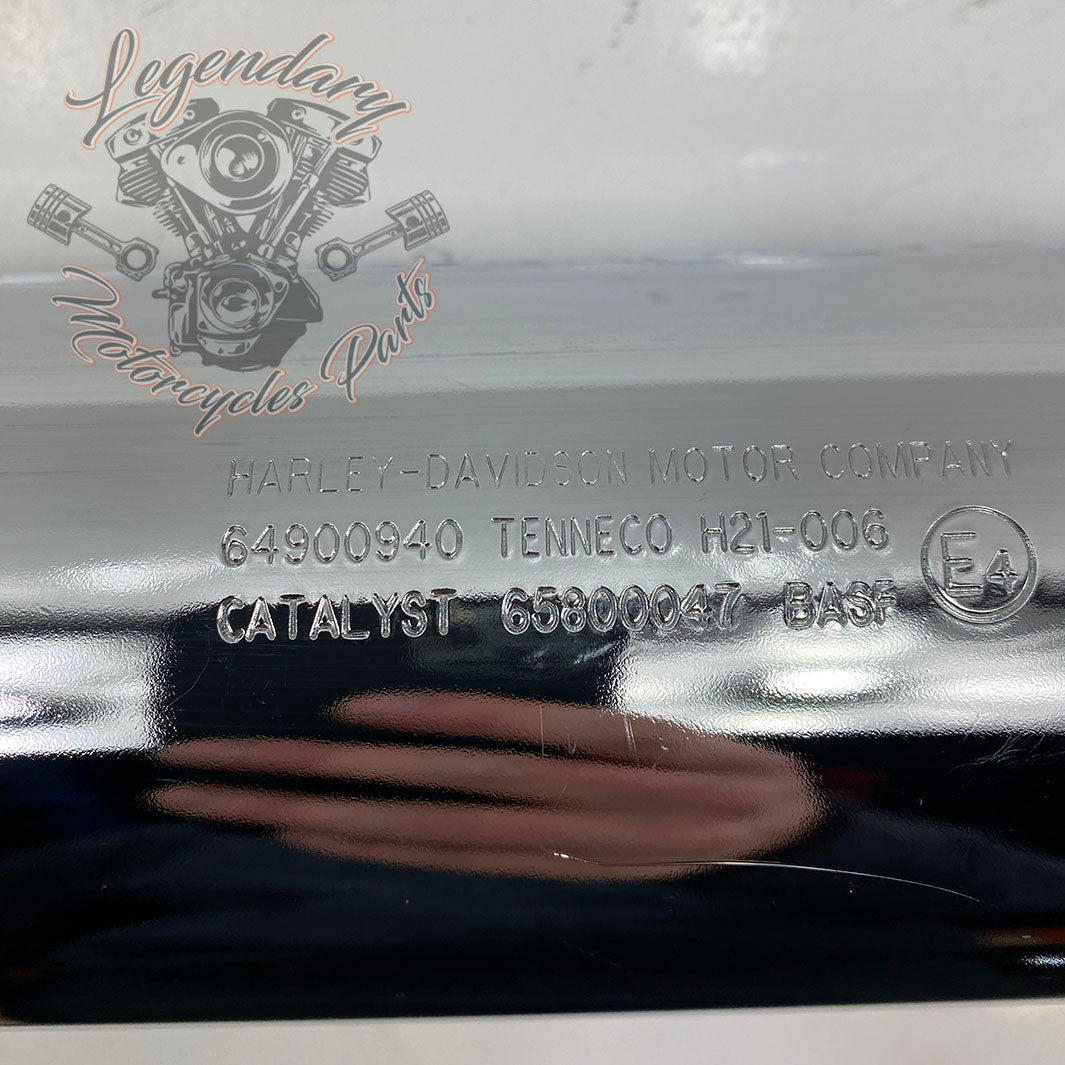 Legendary
Motorcycles Parts
HARLEY-DAVIDSON MOTOR COMPANY
64900940 TENNECO H21-006
CATALYST 65800047 BASF
E4